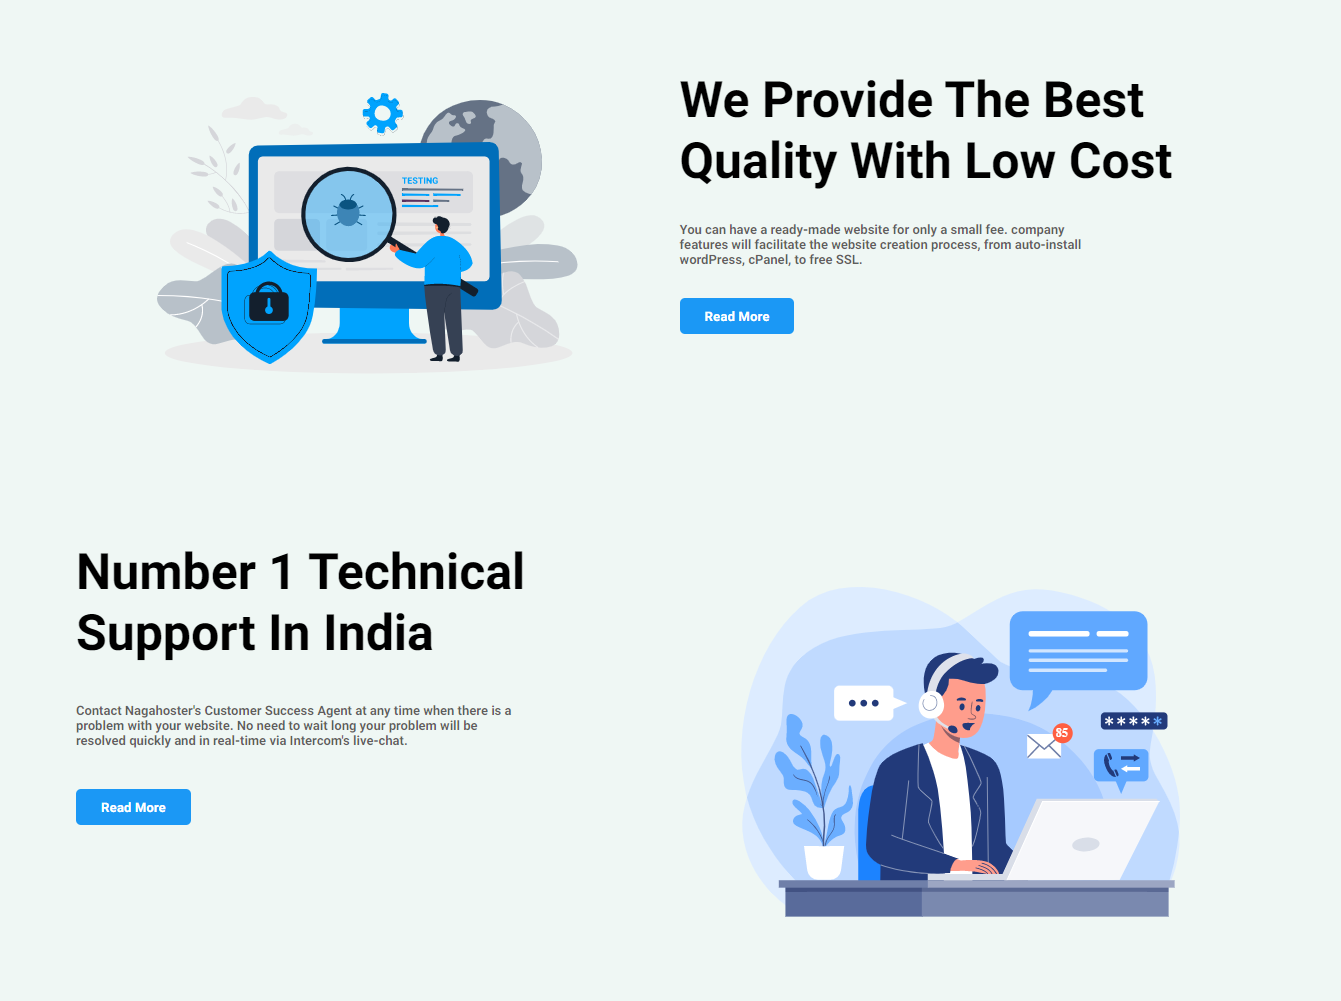 We Provide The Best
Quality With Low Cost
TESTING
You can have a ready-made website for only a small fee. company
features will facilitate the website creation process, from auto-install
wordPress, cPanel, to free SSL.
Read More
Number 1 Technical
Support In India
Contact Nagahoster's Customer Success Agent at any time when there is a
problem with your website. No need to wait long your problem will be
resolved quickly and in real-time via Intercom's live-chat.
Read More
*****
85